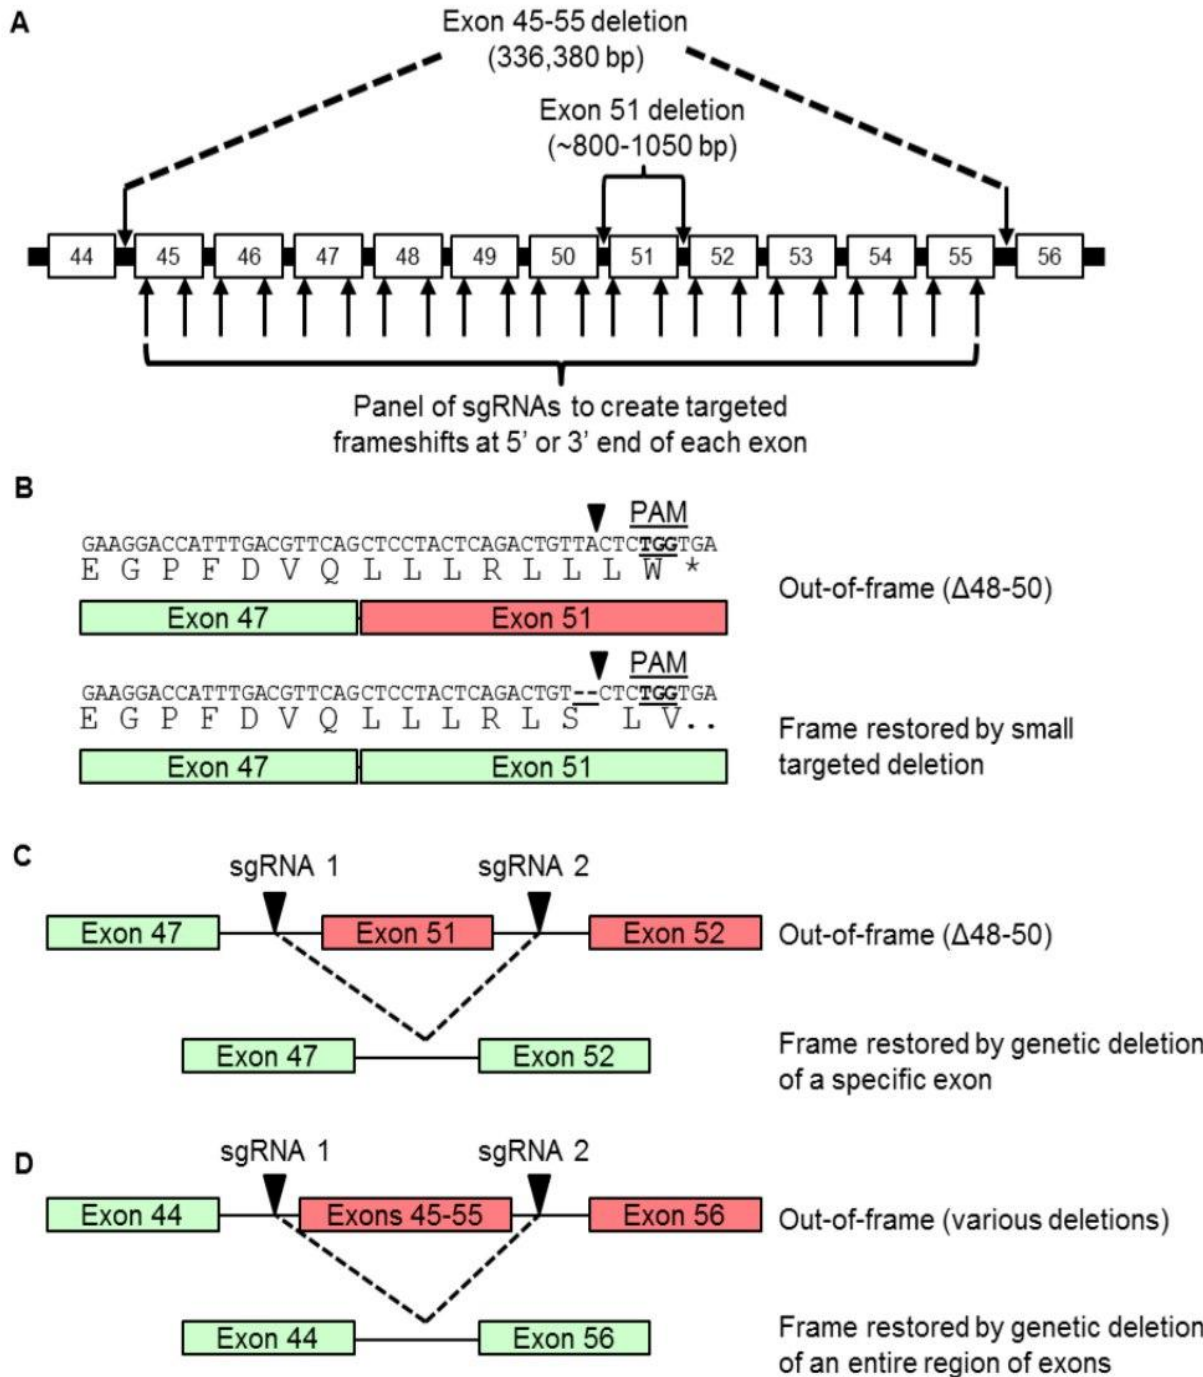 A
Exon 45-55 deletion
(336,380 bp)
Exon 51 deletion
(~800-1050 bp)
44 45 46 47 48 49 50 51 52 53 54 55 56
Panel of sgRNAs to create targeted
frameshifts at 5’ or 3’ end of each exon
B
PAM
GAAGGACCATTTGACGTTCAGCTCCTACTCAGACTGTTACTCTGGTGA
E G P F D V Q L L L R L L L W *
Out-of-frame (Δ48-50)
Exon 47 Exon 51
PAM
GAAGGACCATTTGACGTTCAGCTCCTACTCAGACTGT--CTCTGGTGA
E G P F D V Q L L L R L S L V..
Frame restored by small
targeted deletion
Exon 47 Exon 51
C
sgRNA 1 sgRNA 2
Exon 47 Exon 51 Exon 52 Out-of-frame (Δ48-50)
Exon 47 Exon 52
Frame restored by genetic deletion
of a specific exon
D
sgRNA 1 sgRNA 2
Exon 44 Exons 45-55 Exon 56 Out-of-frame (various deletions)
Exon 44 Exon 56
Frame restored by genetic deletion
of an entire region of exons